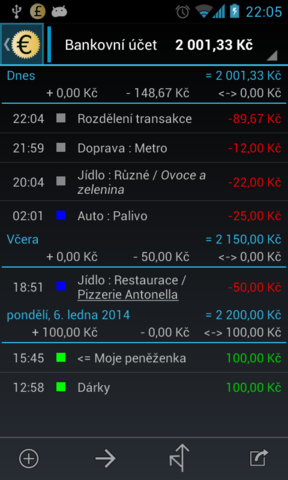 22:05
Bankovní účet 2 001,33 Kč
Dnes = 2 001,33 Kč
+ 0,00 Kč - 148,67 Kč <-> 0,00 Kč
22:04 Rozdělení transakce -89,67 Kč
21:59 Doprava : Metro -12,00 Kč
20:04 Jídlo : Různé / Ovoce a zelenina -22,00 Kč
02:01 Auto : Palivo -25,00 Kč
Včera = 2 150,00 Kč
+ 0,00 Kč - 50,00 Kč <-> 0,00 Kč
18:51 Jídlo : Restaurace / Pizzerie Antonella -50,00 Kč
pondělí, 6. ledna 2014 = 2 200,00 Kč
+ 100,00 Kč - 0,00 Kč <-> 100,00 Kč
15:45 <= Moje peněženka 100,00 Kč
12:58 Dárky 100,00 Kč